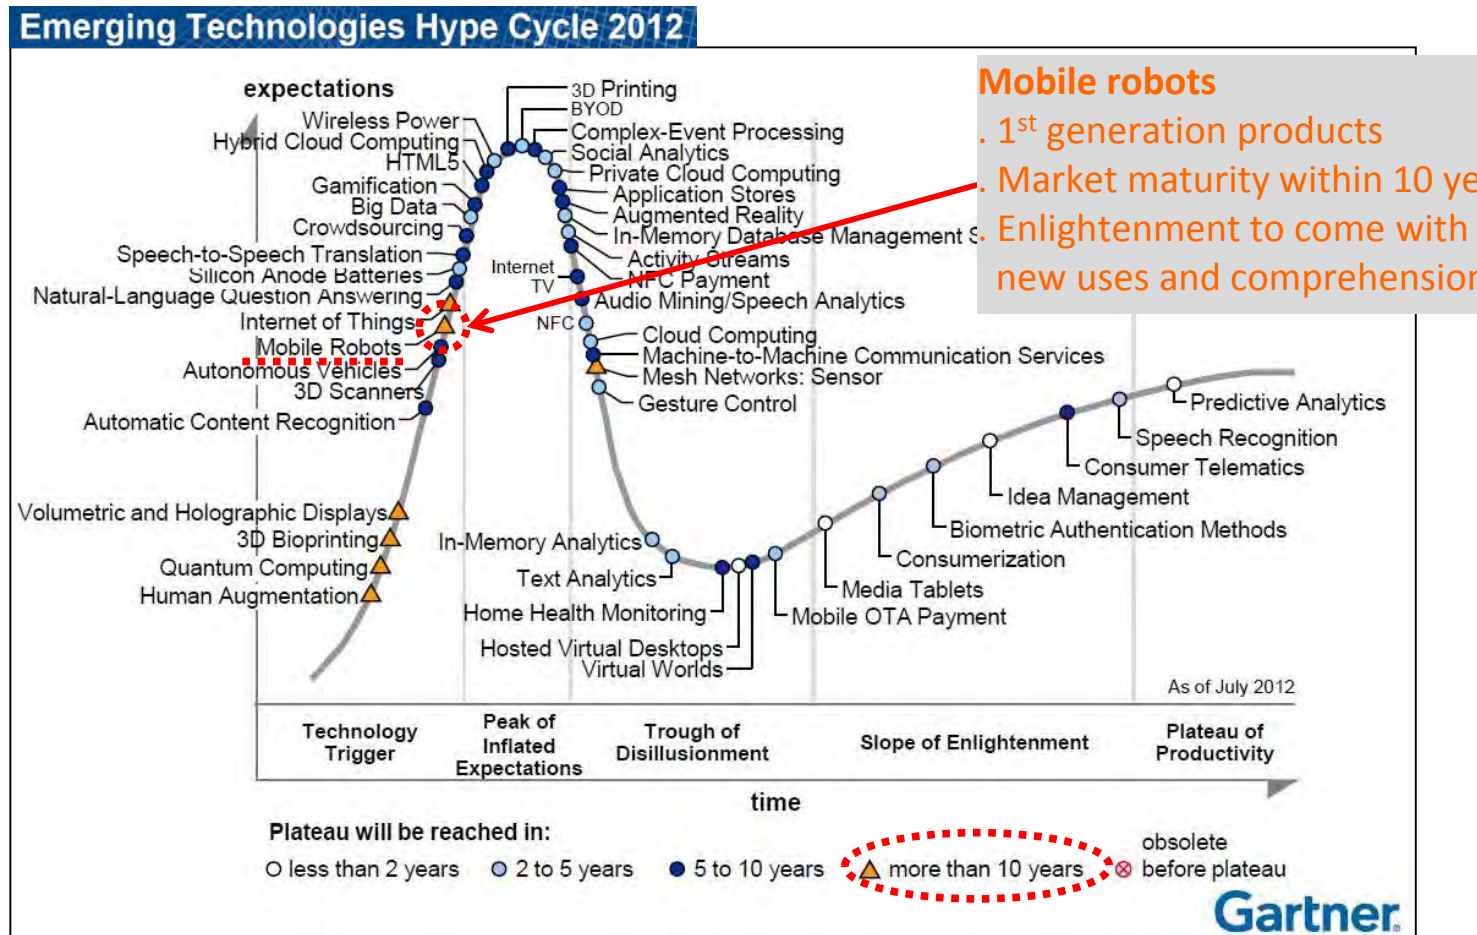 Emerging Technologies Hype Cycle 2012
expectations
Mobile robots
. 1st generation products
. Market maturity within 10 ye
. Enlightenment to come with
new uses and comprehension
3D Printing
BYOD
Wireless Power
Complex-Event Processing
Hybrid Cloud Computing
Social Analytics
HTML5
Private Cloud Computing
Gamification
Application Stores
Big Data
Augmented Reality
Crowdsourcing
In-Memory Database Management S
Speech-to-Speech Translation
Activity Streams
Silicon Anode Batteries
NFC Payment
Internet
TV
Natural-Language Question Answering
Audio Mining/Speech Analytics
Internet of Things
NFC
Cloud Computing
Mobile Robots
Machine-to-Machine Communication Services
Autonomous Vehicles
Mesh Networks: Sensor
3D Scanners
Gesture Control
Automatic Content Recognition
Predictive Analytics
Speech Recognition
Consumer Telematics
Idea Management
Biometric Authentication Methods
Consumerization
Media Tablets
Mobile OTA Payment
Volumetric and Holographic Displays
3D Bioprinting
Quantum Computing
Human Augmentation
In-Memory Analytics
Text Analytics
Home Health Monitoring
Hosted Virtual Desktops
Virtual Worlds
As of July 2012
Technology
Trigger
Peak of
Inflated
Expectations
Trough of
Disillusionment
Slope of Enlightenment
Plateau of
Productivity
time
Plateau will be reached in:
less than 2 years
2 to 5 years
5 to 10 years
more than 10 years
obsolete
before plateau
Gartner.